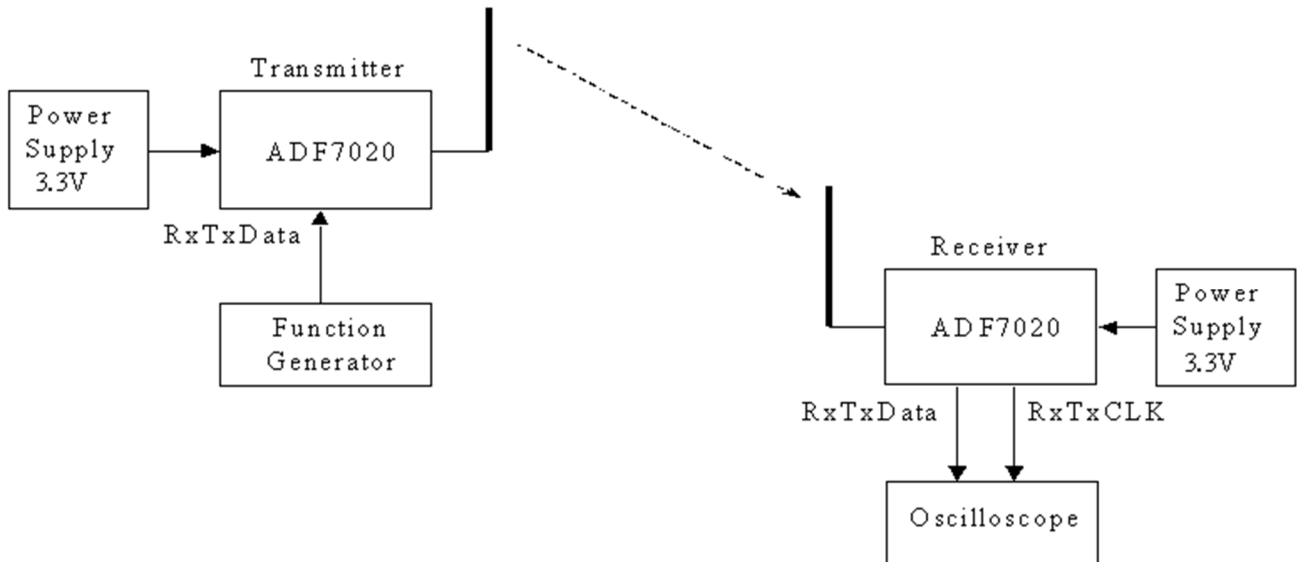 Transmitter
Power
Supply
3.3V
ADF7020
RxTxData
Function
Generator
Receiver
ADF7020
Power
Supply
3.3V
RxTxData
RxTxCLK
Oscilloscope